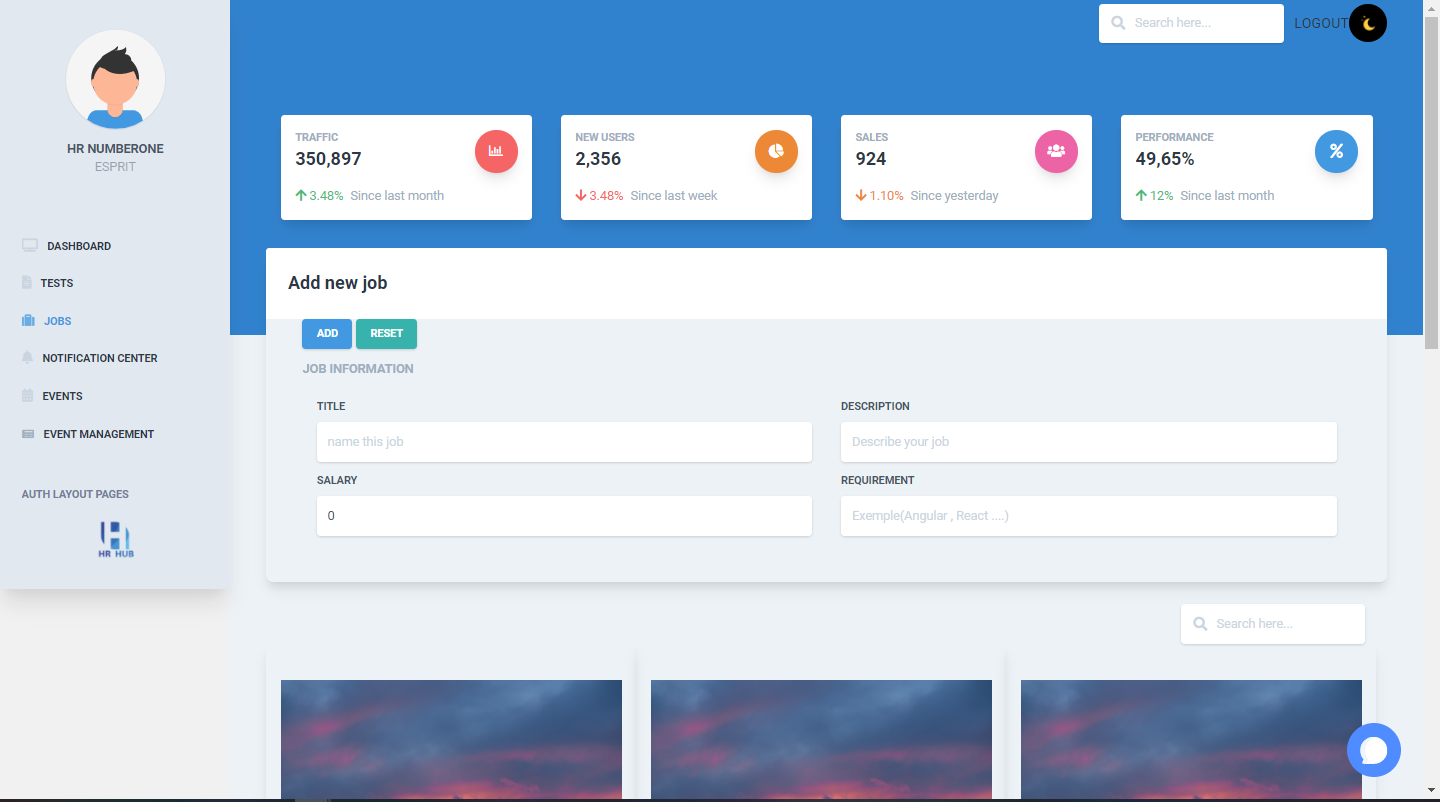 Search here...
LOGOUT
HR NUMBERONE
ESPRIT
DASHBOARD
TESTS
JOBS
NOTIFICATION CENTER
EVENTS
EVENT MANAGEMENT
AUTH LAYOUT PAGES
HR HUB
TRAFFIC
350,897
3.48% Since last month
NEW USERS
2,356
3.48% Since last week
SALES
924
1.10% Since yesterday
PERFORMANCE
49,65%
12% Since last month
Add new job
ADD RESET
JOB INFORMATION
TITLE
name this job
DESCRIPTION
Describe your job
SALARY
0
REQUIREMENT
Exemple(Angular , React ....)
Search here...